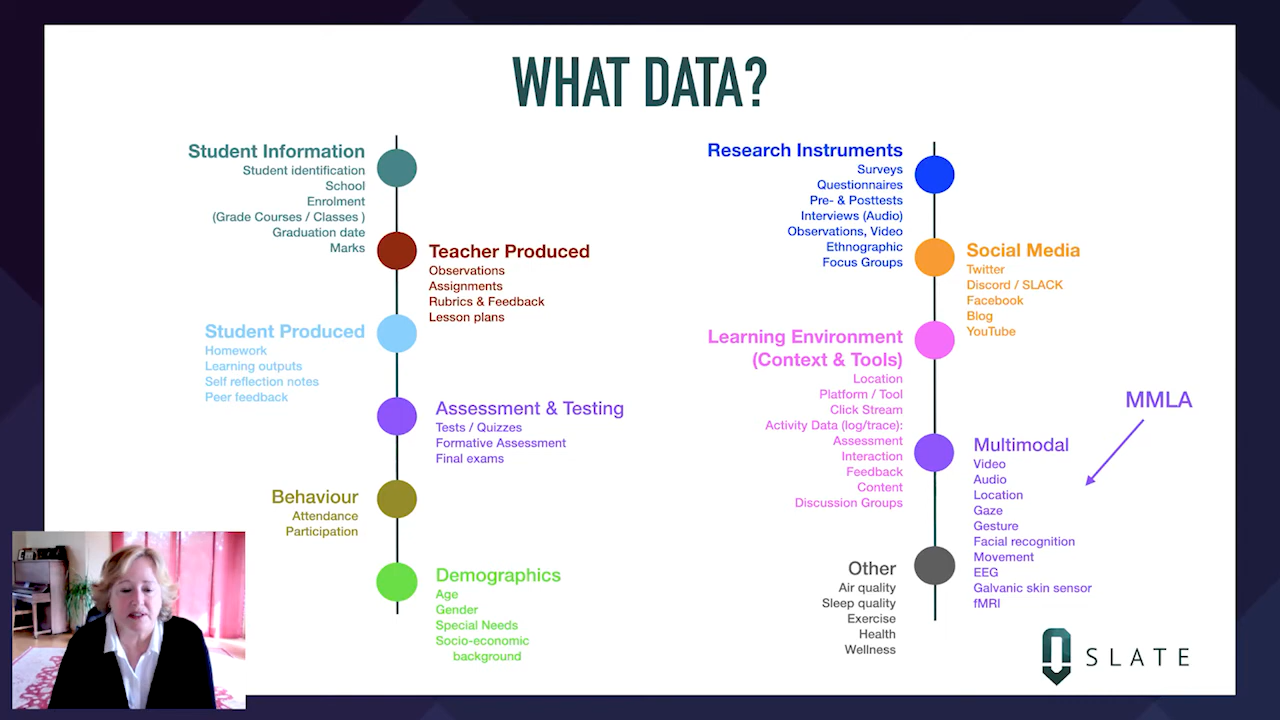 WHAT DATA?
Student Information
Student identification
School
Enrolment
(Grade Courses / Classes )
Graduation date
Marks
Teacher Produced
Observations
Assignments
Rubrics & Feedback
Lesson plans
Student Produced
Homework
Learning outputs
Self reflection notes
Peer feedback
Assessment & Testing
Tests / Quizzes
Formative Assessment
Final exams
Behaviour
Attendance
Participation
Demographics
Age
Gender
Special Needs
Socio-economic
background
Research Instruments
Surveys
Questionnaires
Pre- & Posttests
Interviews (Audio)
Observations, Video
Ethnographic
Focus Groups
Social Media
Twitter
Discord / SLACK
Facebook
Blog
YouTube
Learning Environment
(Context & Tools)
Location
Platform / Tool
Click Stream
Activity Data (log/trace):
Assessment
Interaction
Feedback
Content
Discussion Groups
MMLA
Multimodal
Video
Audio
Location
Gaze
Gesture
Facial recognition
Movement
EEG
Galvanic skin sensor
fMRI
Other
Air quality
Sleep quality
Exercise
Health
Wellness
SLATE